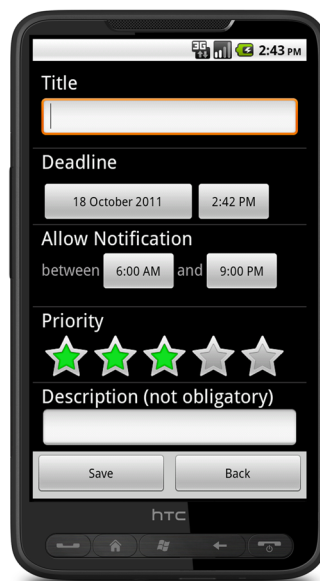 3G 2:43 PM
Title
Deadline
18 October 2011 2:42 PM
Allow Notification
between 6:00 AM and 9:00 PM
Priority
Description (not obligatory)
Save Back
hTC